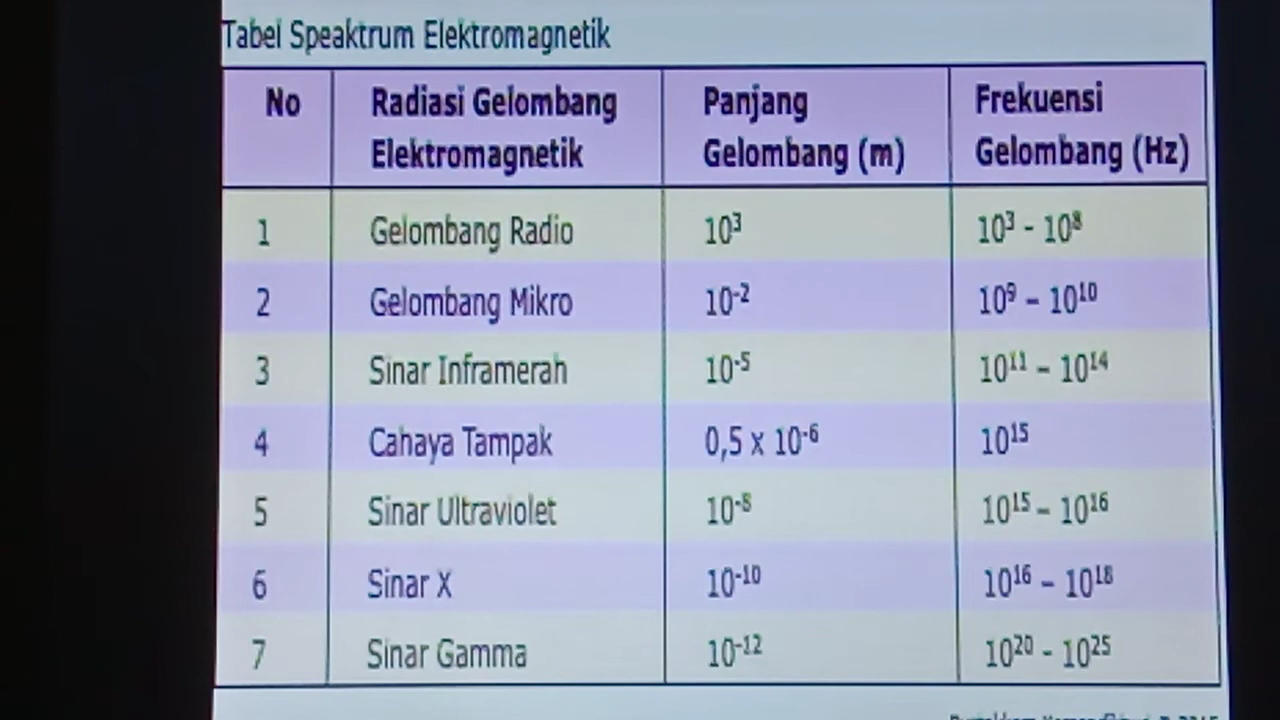 Tabel Speaktrum Elektromagnetik
No Radiasi Gelombang Elektromagnetik Panjang Gelombang (m) Frekuensi Gelombang (Hz)
1 Gelombang Radio 10³ 10³ - 10⁸
2 Gelombang Mikro 10⁻² 10⁹ – 10¹⁰
3 Sinar Inframerah 10⁻⁵ 10¹¹ – 10¹⁴
4 Cahaya Tampak 0,5 x 10⁻⁶ 10¹⁵
5 Sinar Ultraviolet 10⁻⁸ 10¹⁵ – 10¹⁶
6 Sinar X 10⁻¹⁰ 10¹⁶ – 10¹⁸
7 Sinar Gamma 10⁻¹² 10²⁰ - 10²⁵